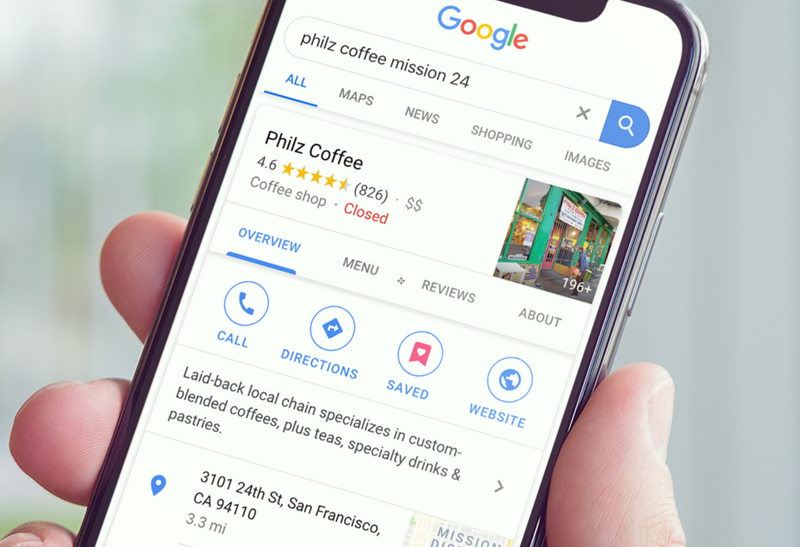 Google
philz coffee mission 24
ALL MAPS NEWS SHOPPING IMAGES
Philz Coffee
4.6 (826) · $$
Coffee shop · Closed
196+
OVERVIEW MENU REVIEWS ABOUT
CALL DIRECTIONS SAVED WEBSITE
Laid-back local chain specializes in custom-
blended coffees, plus teas, specialty drinks &
pastries.
3101 24th St, San Francisco,
CA 94110
3.3 mi
MISSION